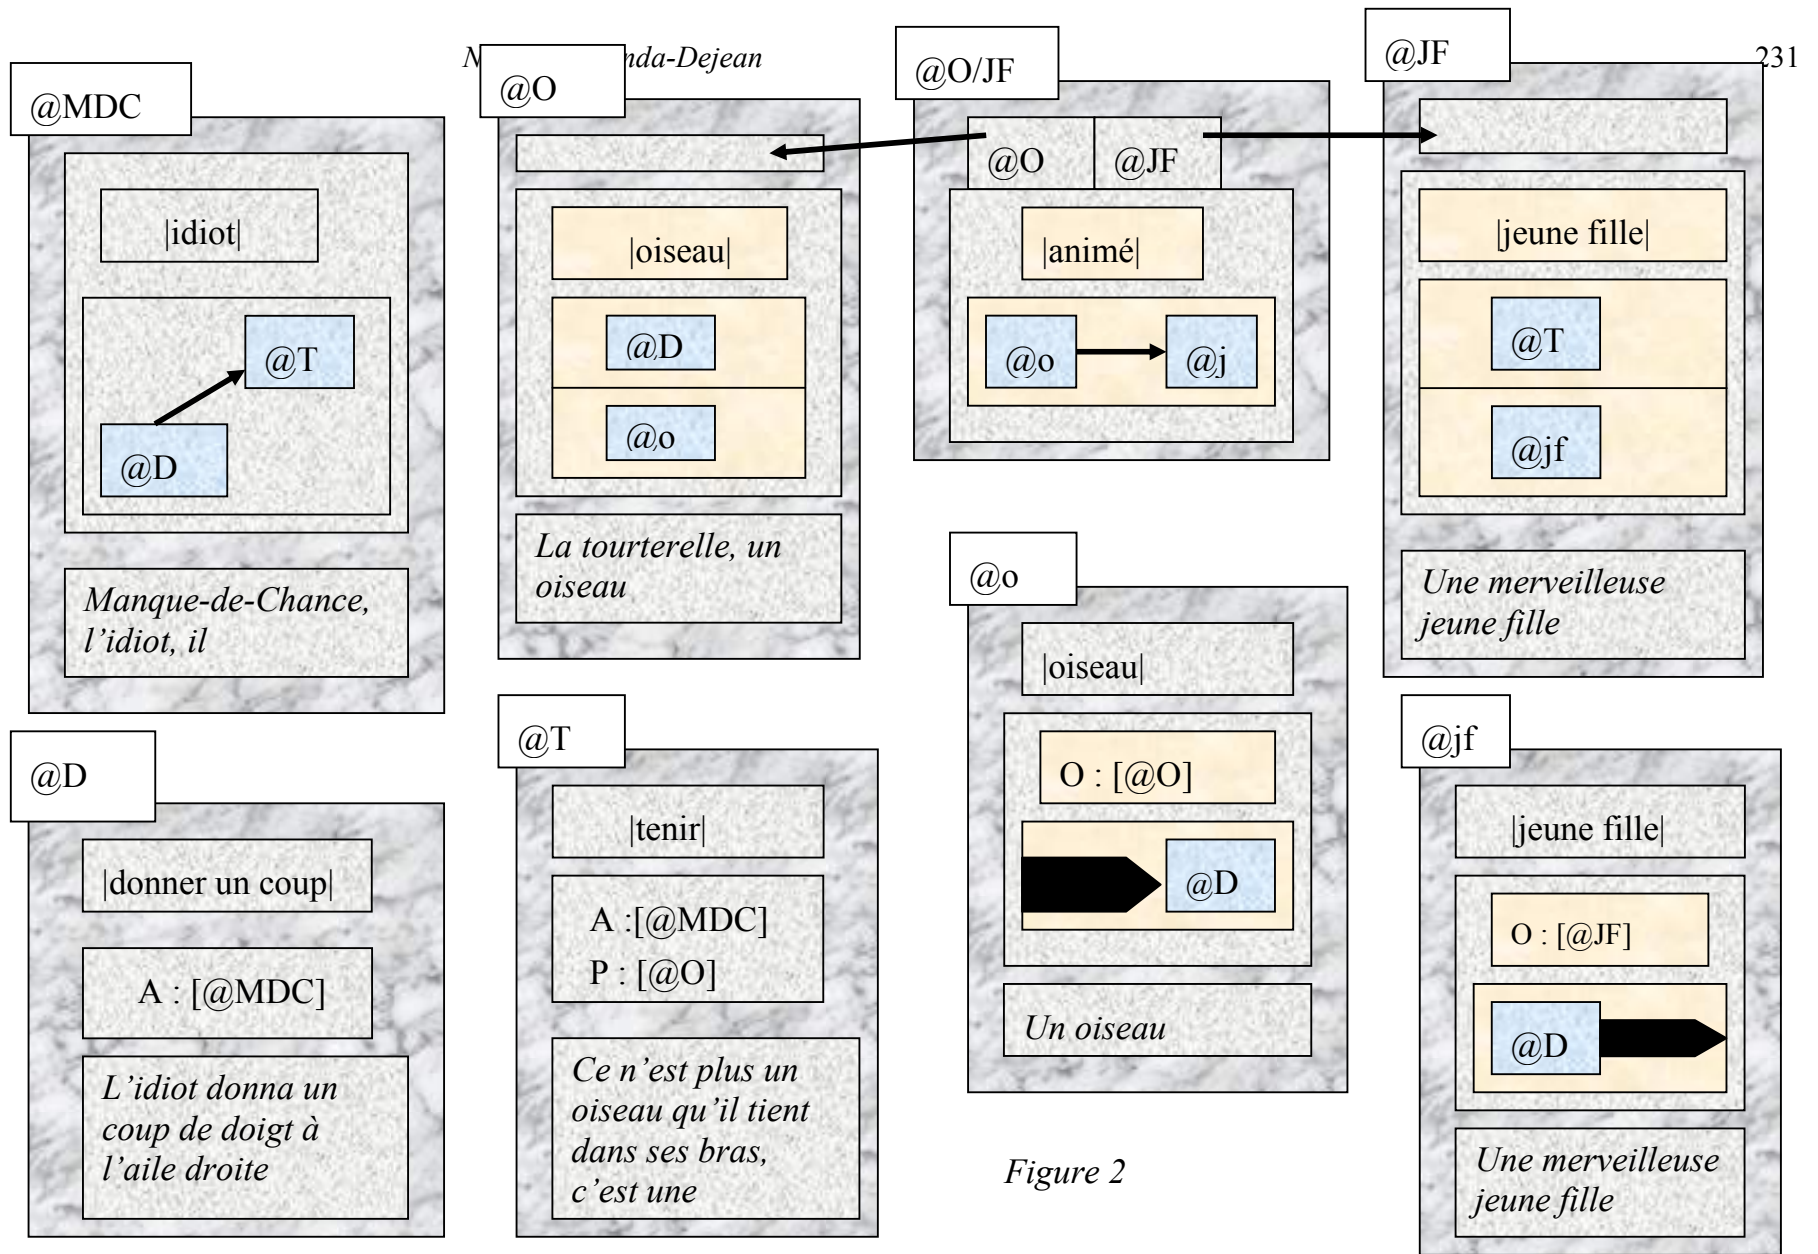 nda-Dejean
231
@MDC
|idiot|
@T
@D
Manque-de-Chance,
l’idiot, il
@O
|oiseau|
@D
@o
La tourterelle, un
oiseau
@O/JF
@O
@JF
|animé|
@o
@j
@JF
|jeune fille|
@T
@jf
Une merveilleuse
jeune fille
@D
|donner un coup|
A : [@MDC]
L’idiot donna un
coup de doigt à
l’aile droite
@T
|tenir|
A :[@MDC]
P : [@O]
Ce n’est plus un
oiseau qu’il tient
dans ses bras,
c’est une
@o
|oiseau|
O : [@O]
@D
Un oiseau
@jf
|jeune fille|
O : [@JF]
@D
Une merveilleuse
jeune fille
Figure 2